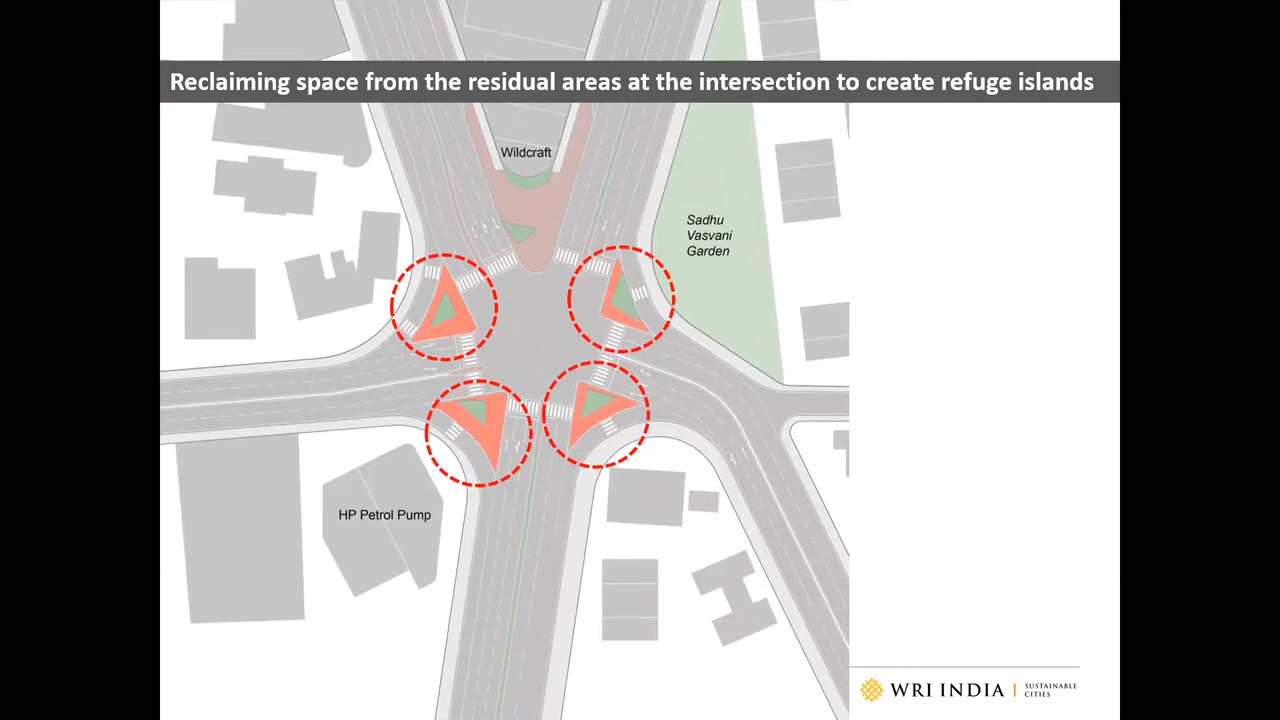 Reclaiming space from the residual areas at the intersection to create refuge islands
Wildcraft
Sadhu
Vasvani
Garden
HP Petrol Pump
WRI INDIA | SUSTAINABLE
CITIES